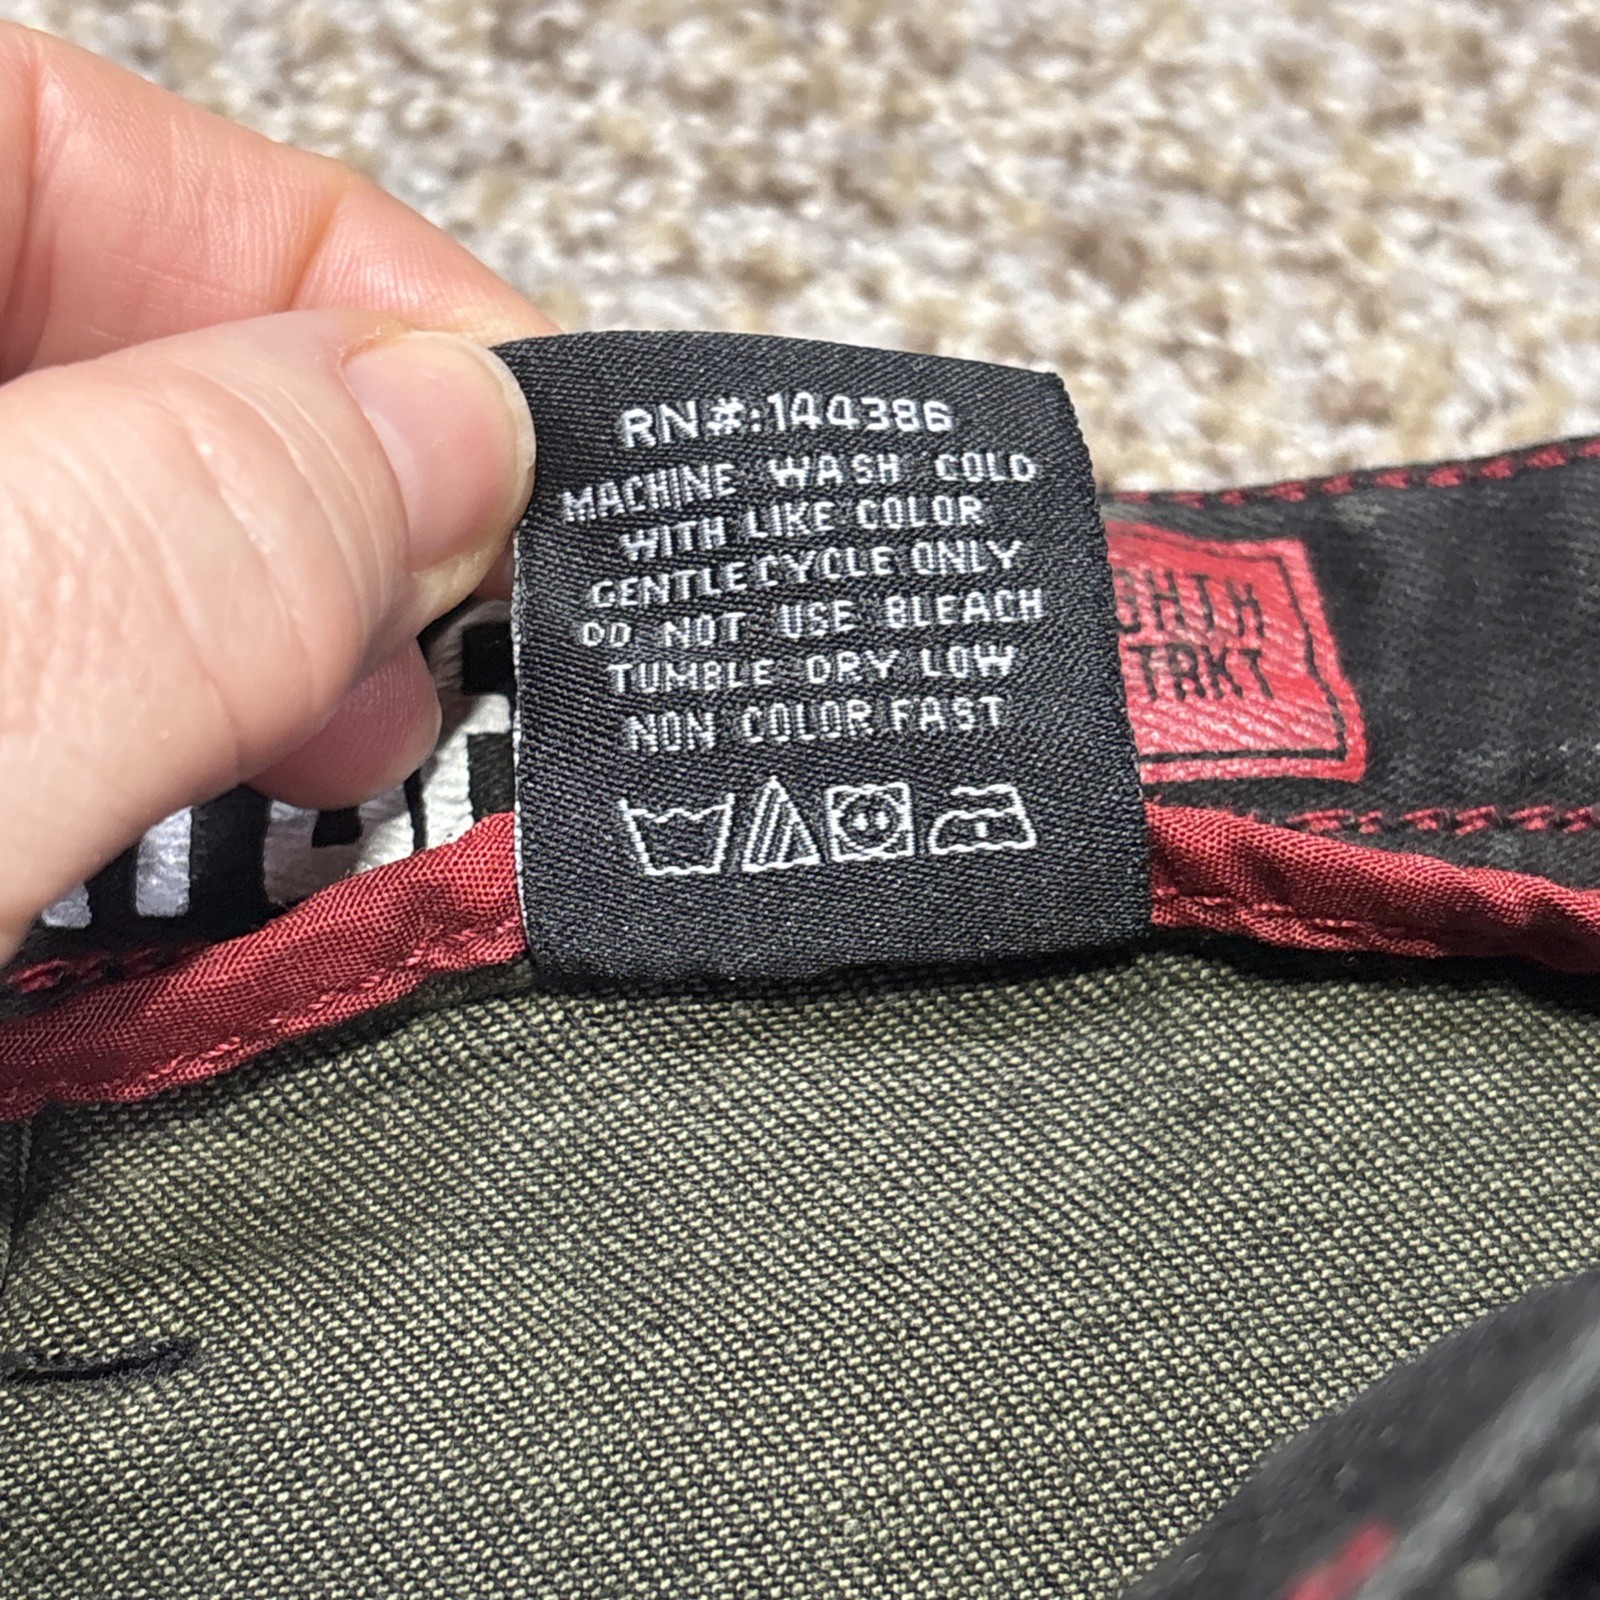 RN#:144386
MACHINE WASH COLD
WITH LIKE COLOR
GENTLE CYCLE ONLY
DO NOT USE BLEACH
TUMBLE DRY LOW
NON COLOR FAST
GHTH
TRKT